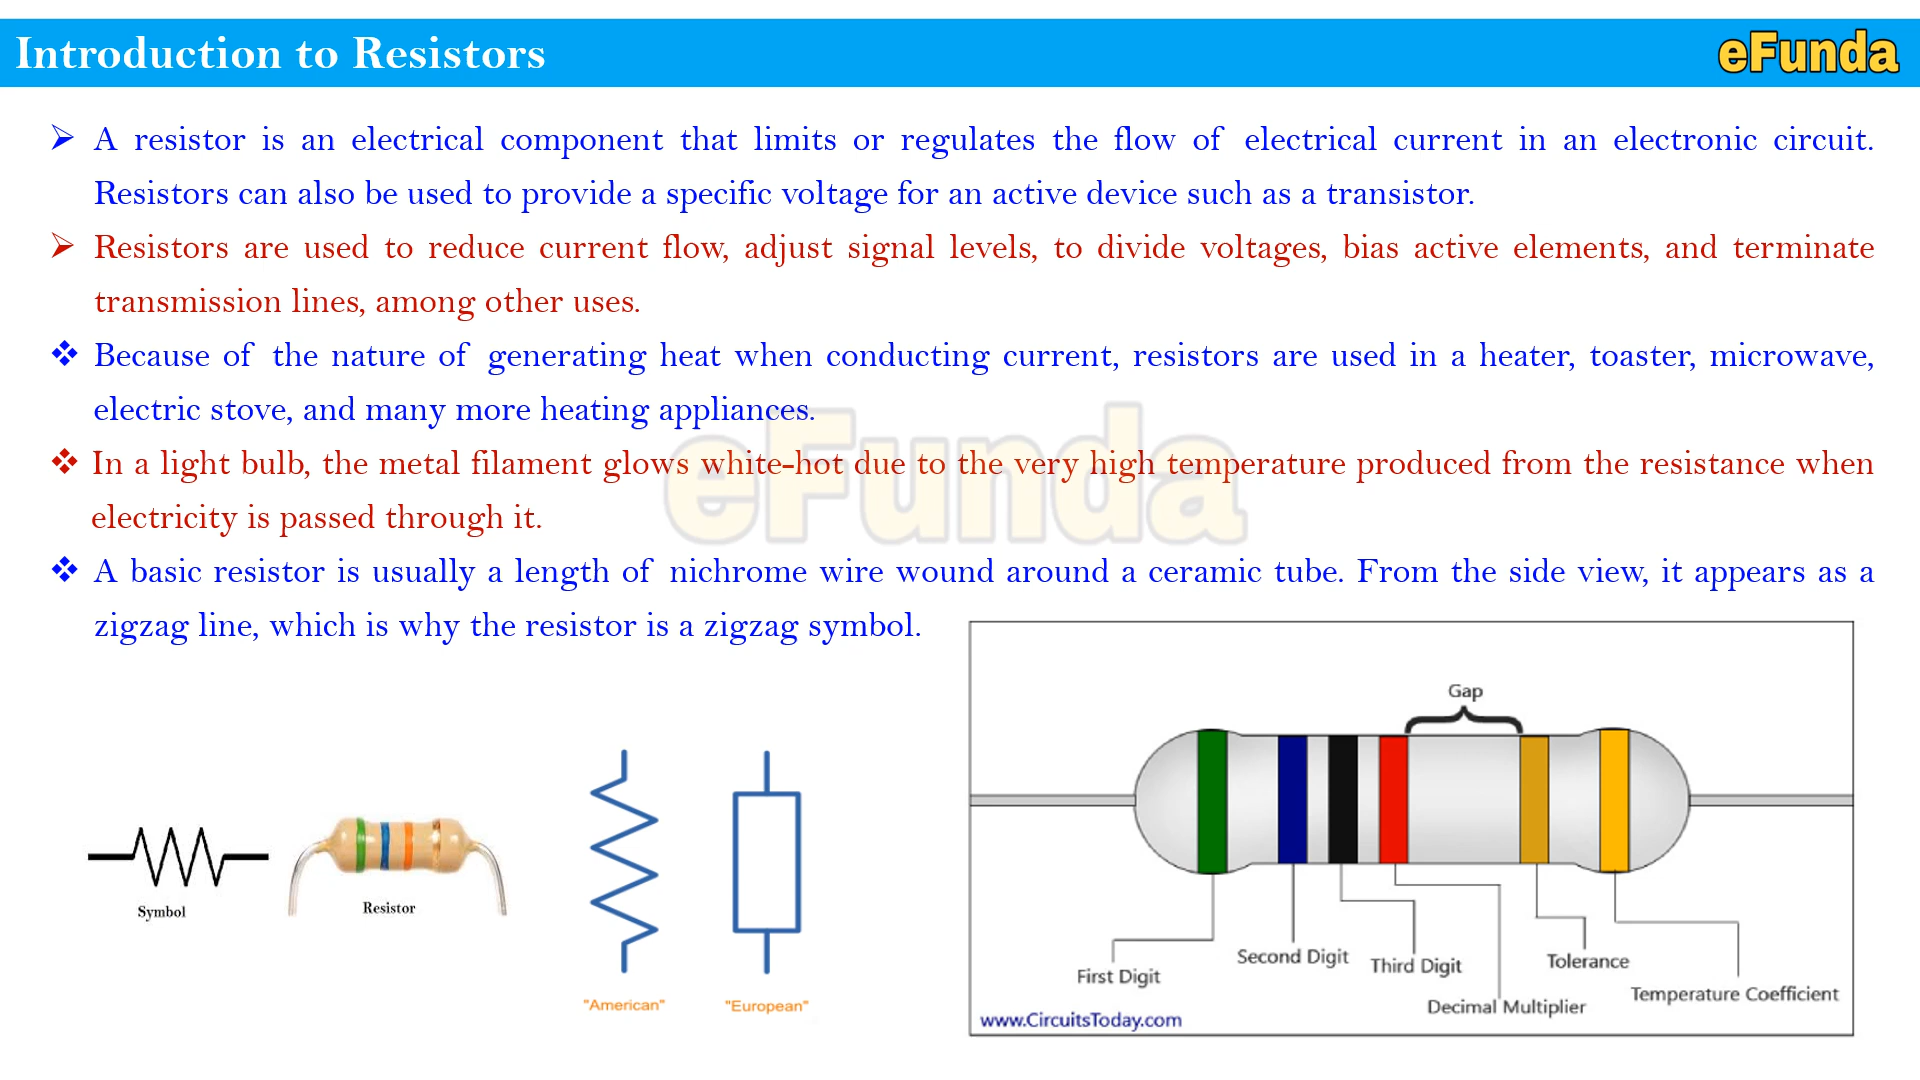 Introduction to Resistors
eFunda
A resistor is an electrical component that limits or regulates the flow of electrical current in an electronic circuit.
Resistors can also be used to provide a specific voltage for an active device such as a transistor.
Resistors are used to reduce current flow, adjust signal levels, to divide voltages, bias active elements, and terminate
transmission lines, among other uses.
Because of the nature of generating heat when conducting current, resistors are used in a heater, toaster, microwave,
electric stove, and many more heating appliances.
In a light bulb, the metal filament glows white-hot due to the very high temperature produced from the resistance when
electricity is passed through it.
eFunda
A basic resistor is usually a length of nichrome wire wound around a ceramic tube. From the side view, it appears as a
zigzag line, which is why the resistor is a zigzag symbol.
Symbol
Resistor
"American"
"European"
Gap
First Digit
Second Digit
Third Digit
Decimal Multiplier
Tolerance
Temperature Coefficient
www.CircuitsToday.com